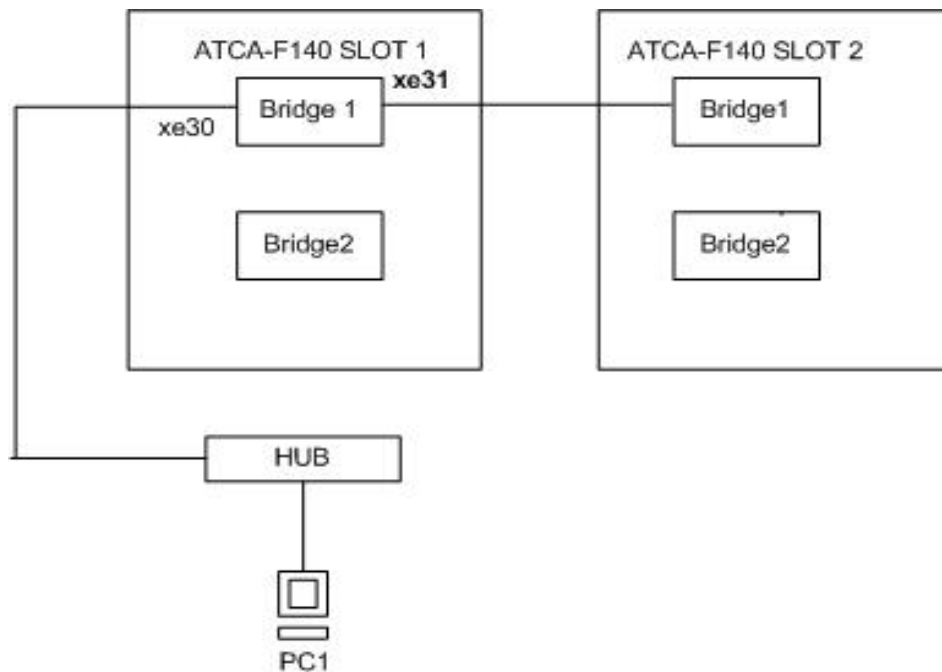 ATCA-F140 SLOT 1
ATCA-F140 SLOT 2
xe31
Bridge 1
Bridge1
xe30
Bridge2
Bridge2
HUB
PC1